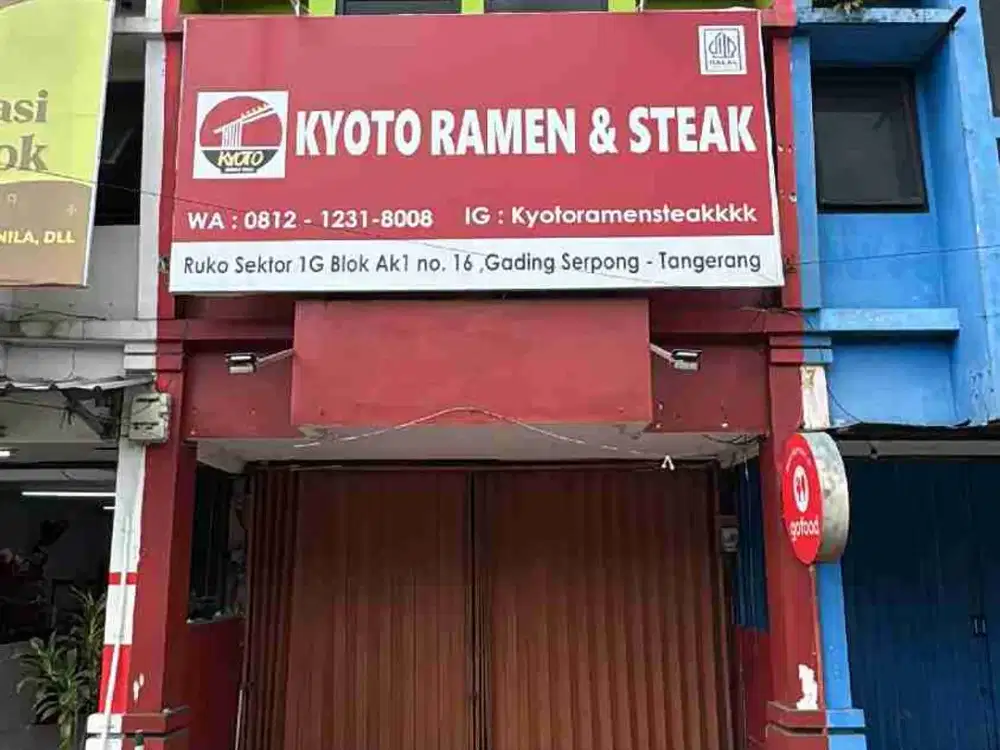 asi
ok
NILA, DLL
HALAL
KYOTO
KYOTO RAMEN & STEAK
WA : 0812 - 1231-8008 IG : Kyotoramensteakkkk
Ruko Sektor 1G Blok Ak1 no. 16 ,Gading Serpong - Tangerang
gofood